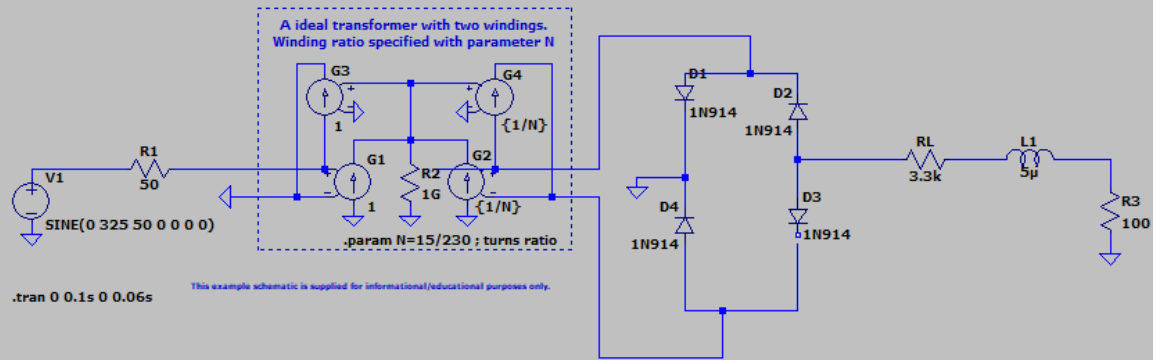 A ideal transformer with two windings.
Winding ratio specified with parameter N
G3
G4
+
+
-
-
1
{1/N}
G1
G2
R2
1G
+
+
-
-
1
{1/N}
.param N=15/230 ; turns ratio
R1
50
V1
+
-
SINE(0 325 50 0 0 0 0)
.tran 0 0.1s 0 0.06s
This example schematic is supplied for informational/educational purposes only.
D1
1N914
D2
1N914
D3
1N914
D4
1N914
RL
3.3k
L1
5µ
R3
100